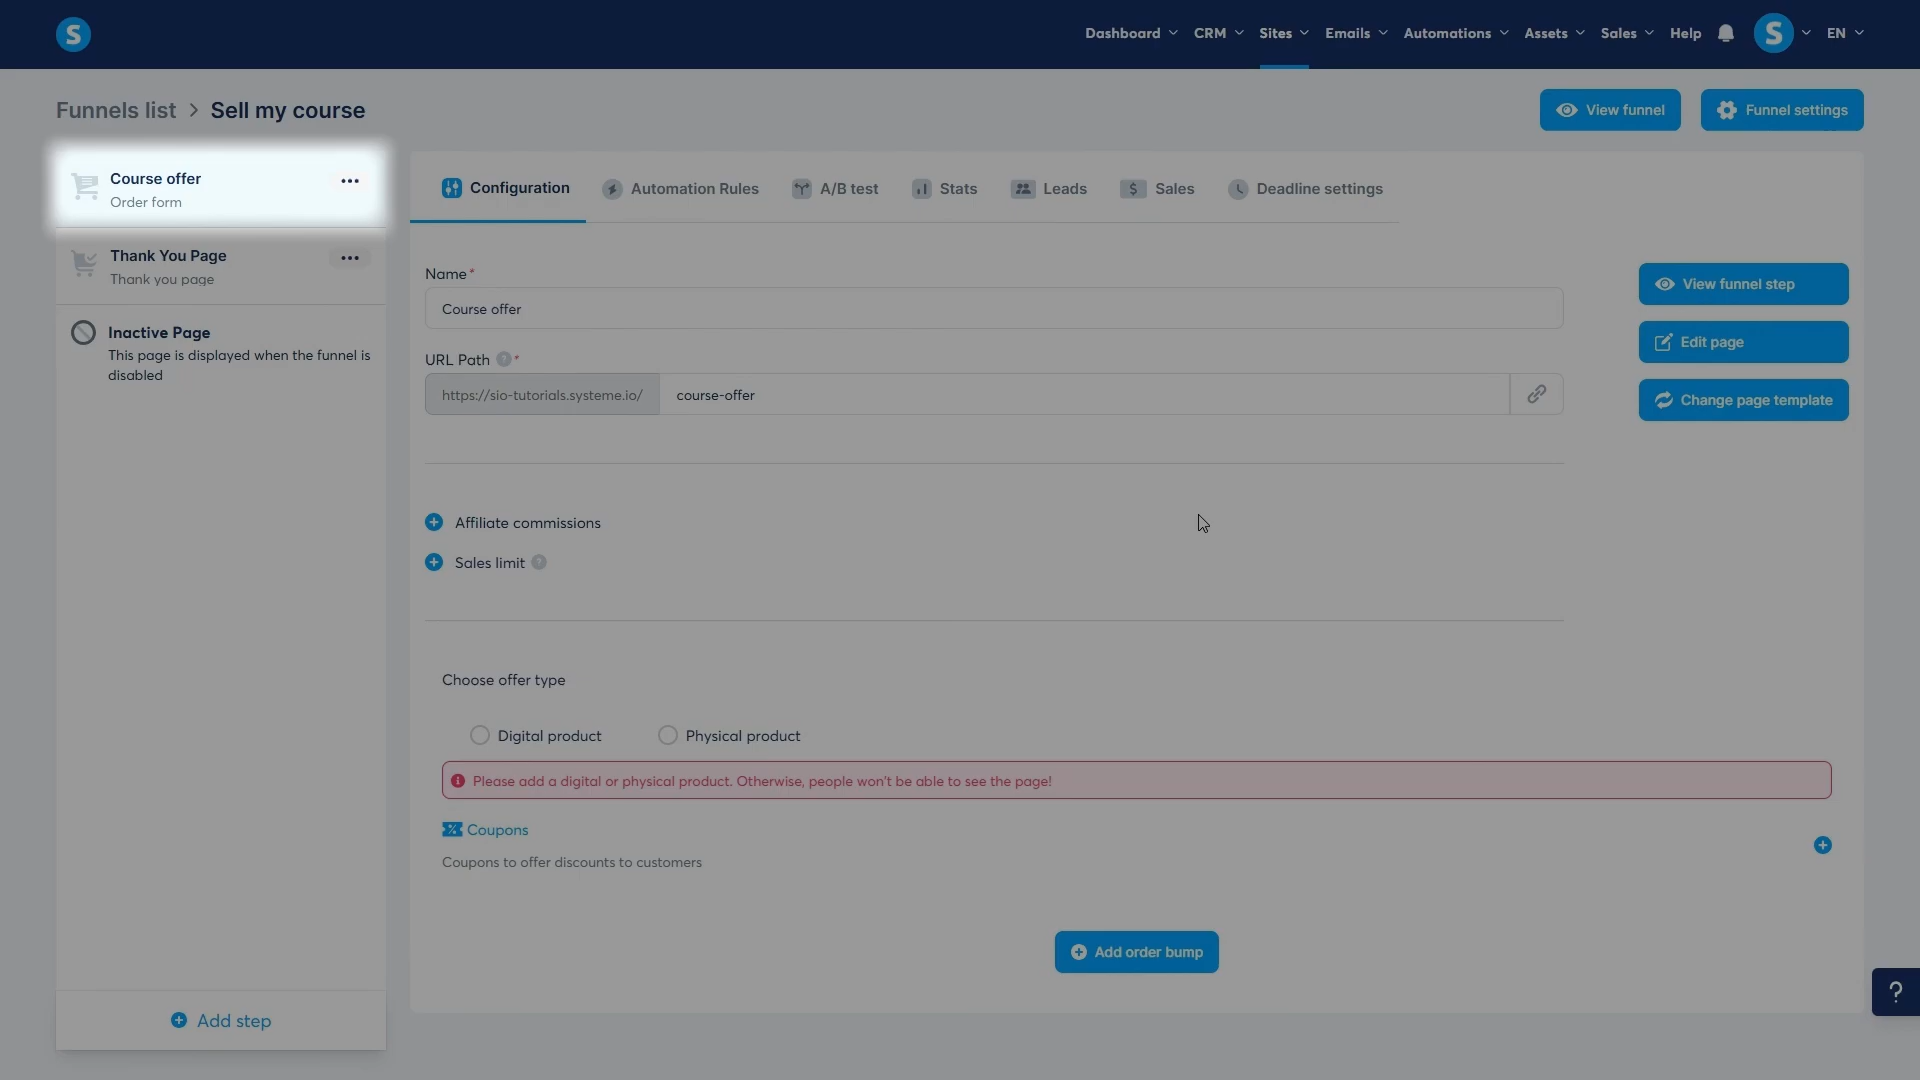 S
Dashboard
CRM
Sites
Emails
Automations
Assets
Sales
Help
S
EN
Funnels list > Sell my course
View funnel
Funnel settings
Course offer
Order form
Thank You Page
Thank you page
Inactive Page
This page is displayed when the funnel is
disabled
Add step
Configuration
Automation Rules
A/B test
Stats
Leads
$ Sales
Deadline settings
Name*
Course offer
URL Path ? *
https://sio-tutorials.systeme.io/
course-offer
View funnel step
Edit page
Change page template
Affiliate commissions
Sales limit ?
Choose offer type
Digital product
Physical product
Please add a digital or physical product. Otherwise, people won't be able to see the page!
Coupons
Coupons to offer discounts to customers
Add order bump
?